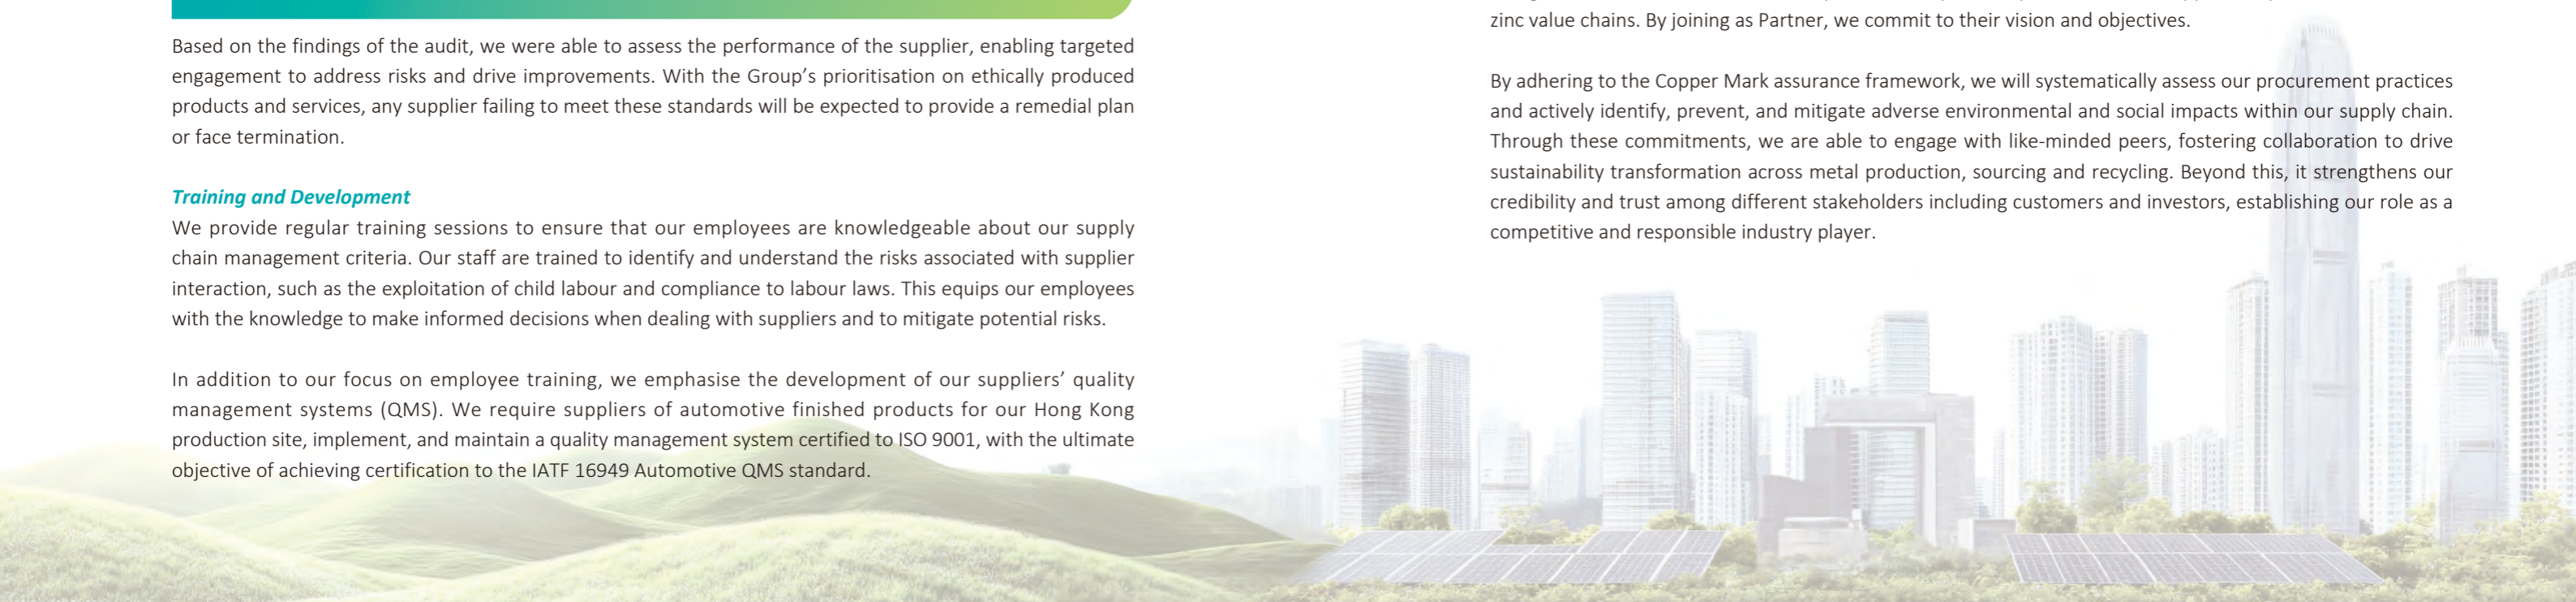 Based on the findings of the audit, we were able to assess the performance of the supplier, enabling targeted
engagement to address risks and drive improvements. With the Group’s prioritisation on ethically produced
products and services, any supplier failing to meet these standards will be expected to provide a remedial plan
or face termination.
Training and Development
We provide regular training sessions to ensure that our employees are knowledgeable about our supply
chain management criteria. Our staff are trained to identify and understand the risks associated with supplier
interaction, such as the exploitation of child labour and compliance to labour laws. This equips our employees
with the knowledge to make informed decisions when dealing with suppliers and to mitigate potential risks.
In addition to our focus on employee training, we emphasise the development of our suppliers’ quality
management systems (QMS). We require suppliers of automotive finished products for our Hong Kong
production site, implement, and maintain a quality management system certified to ISO 9001, with the ultimate
objective of achieving certification to the IATF 16949 Automotive QMS standard.
zinc value chains. By joining as Partner, we commit to their vision and objectives.
By adhering to the Copper Mark assurance framework, we will systematically assess our procurement practices
and actively identify, prevent, and mitigate adverse environmental and social impacts within our supply chain.
Through these commitments, we are able to engage with like-minded peers, fostering collaboration to drive
sustainability transformation across metal production, sourcing and recycling. Beyond this, it strengthens our
credibility and trust among different stakeholders including customers and investors, establishing our role as a
competitive and responsible industry player.